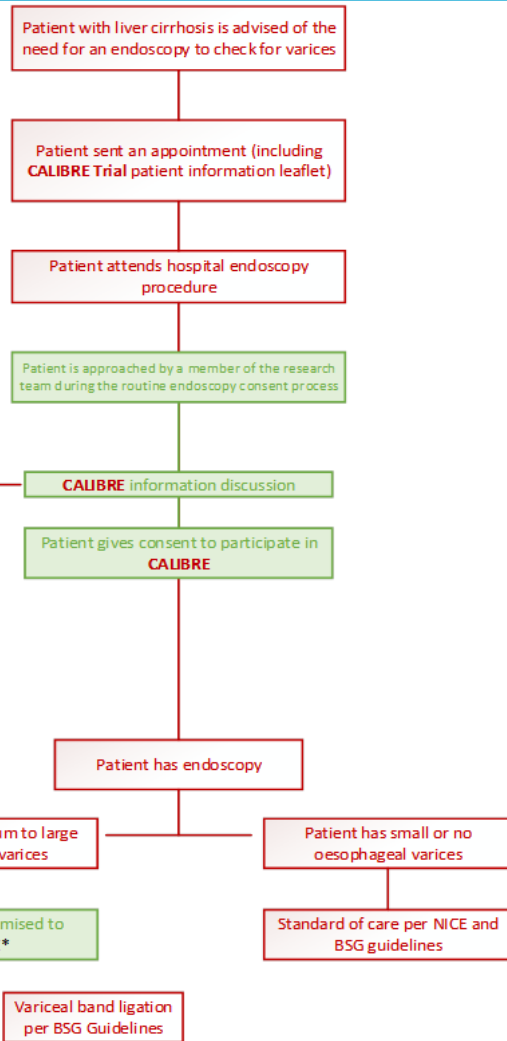 Patient with liver cirrhosis is advised of the
need for an endoscopy to check for varices
Patient sent an appointment (including
CALIBRE Trial patient information leaflet)
Patient attends hospital endoscopy
procedure
Patient is approached by a member of the research
team during the routine endoscopy consent process
CALIBRE information discussion
Patient gives consent to participate in
CALIBRE
Patient has endoscopy
to large
varices
Patient has small or no
oesophageal varices
to
*
Standard of care per NICE and
BSG guidelines
Variceal band ligation
per BSG Guidelines